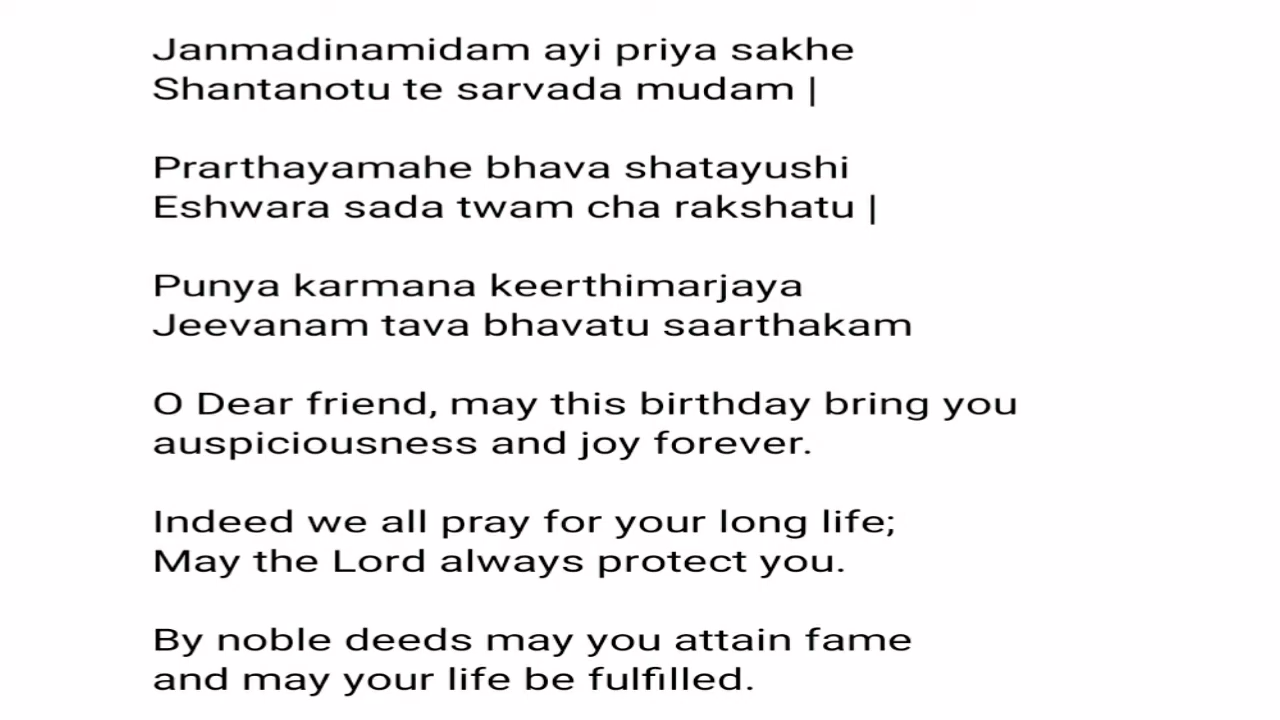 Janmadinamidam ayi priya sakhe
Shantanotu te sarvada mudam |
Prarthayamahe bhava shatayushi
Eshwara sada twam cha rakshatu |
Punya karmana keerthimarjaya
Jeevanam tava bhavatu saarthakam
O Dear friend, may this birthday bring you
auspiciousness and joy forever.
Indeed we all pray for your long life;
May the Lord always protect you.
By noble deeds may you attain fame
and may your life be fulfilled.